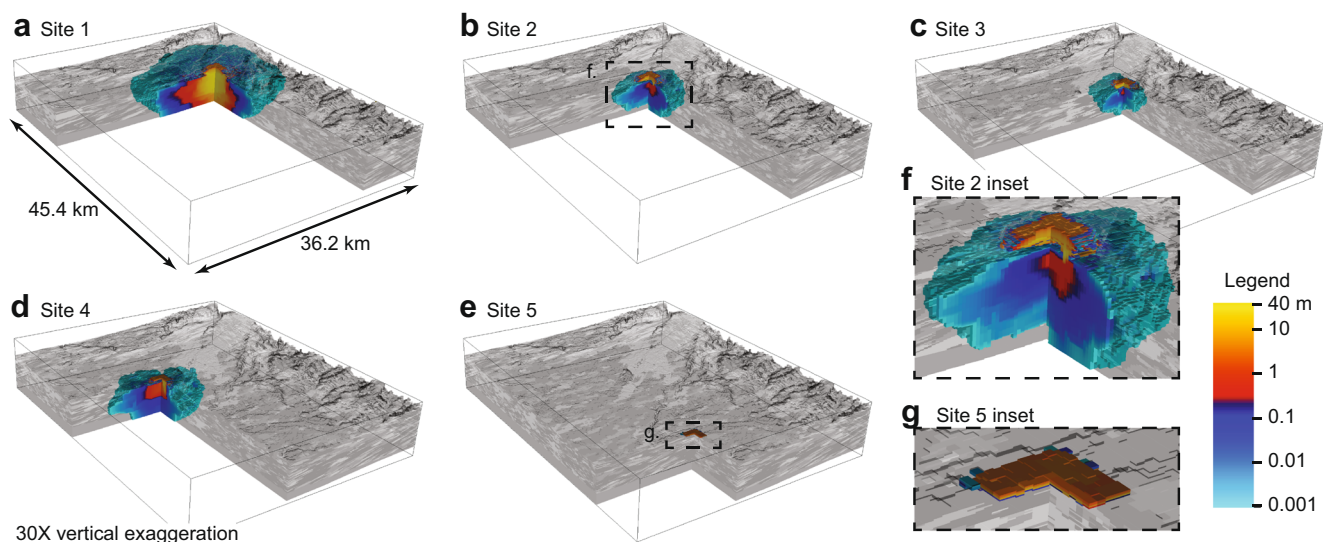 a Site 1
b Site 2
c Site 3
f.
45.4 km
36.2 km
f Site 2 inset
d Site 4
e Site 5
g.
g Site 5 inset
Legend
40 m
10
1
0.1
0.01
0.001
30X vertical exaggeration